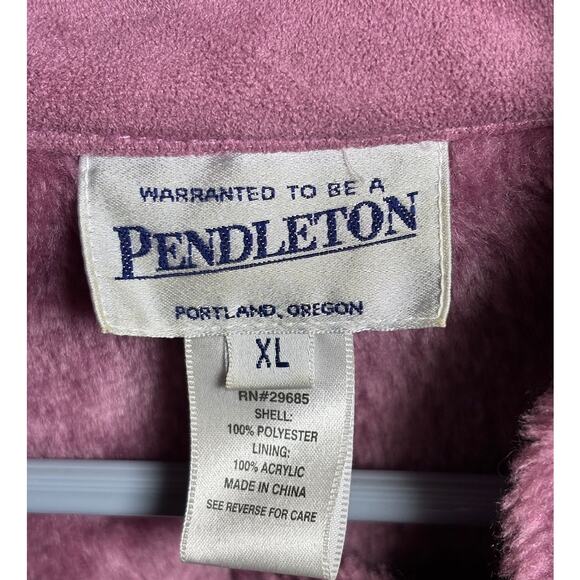 WARRANTED TO BE A
PENDLETON
PORTLAND, OREGON
XL
RN#29685
SHELL:
100% POLYESTER
LINING:
100% ACRYLIC
MADE IN CHINA
SEE REVERSE FOR CARE